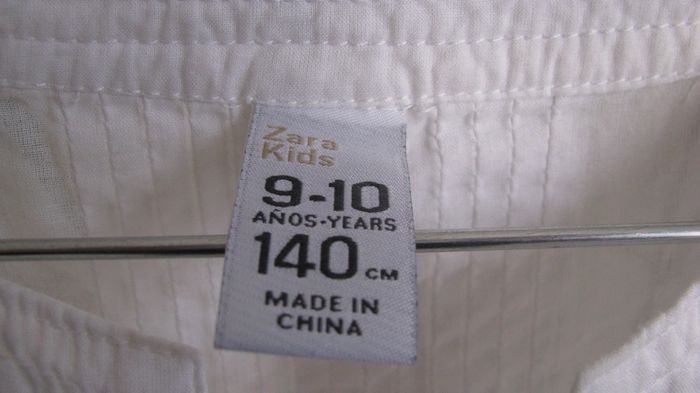 Zara
Kids
9-10
AÑOS-YEARS
140 CM
MADE IN
CHINA